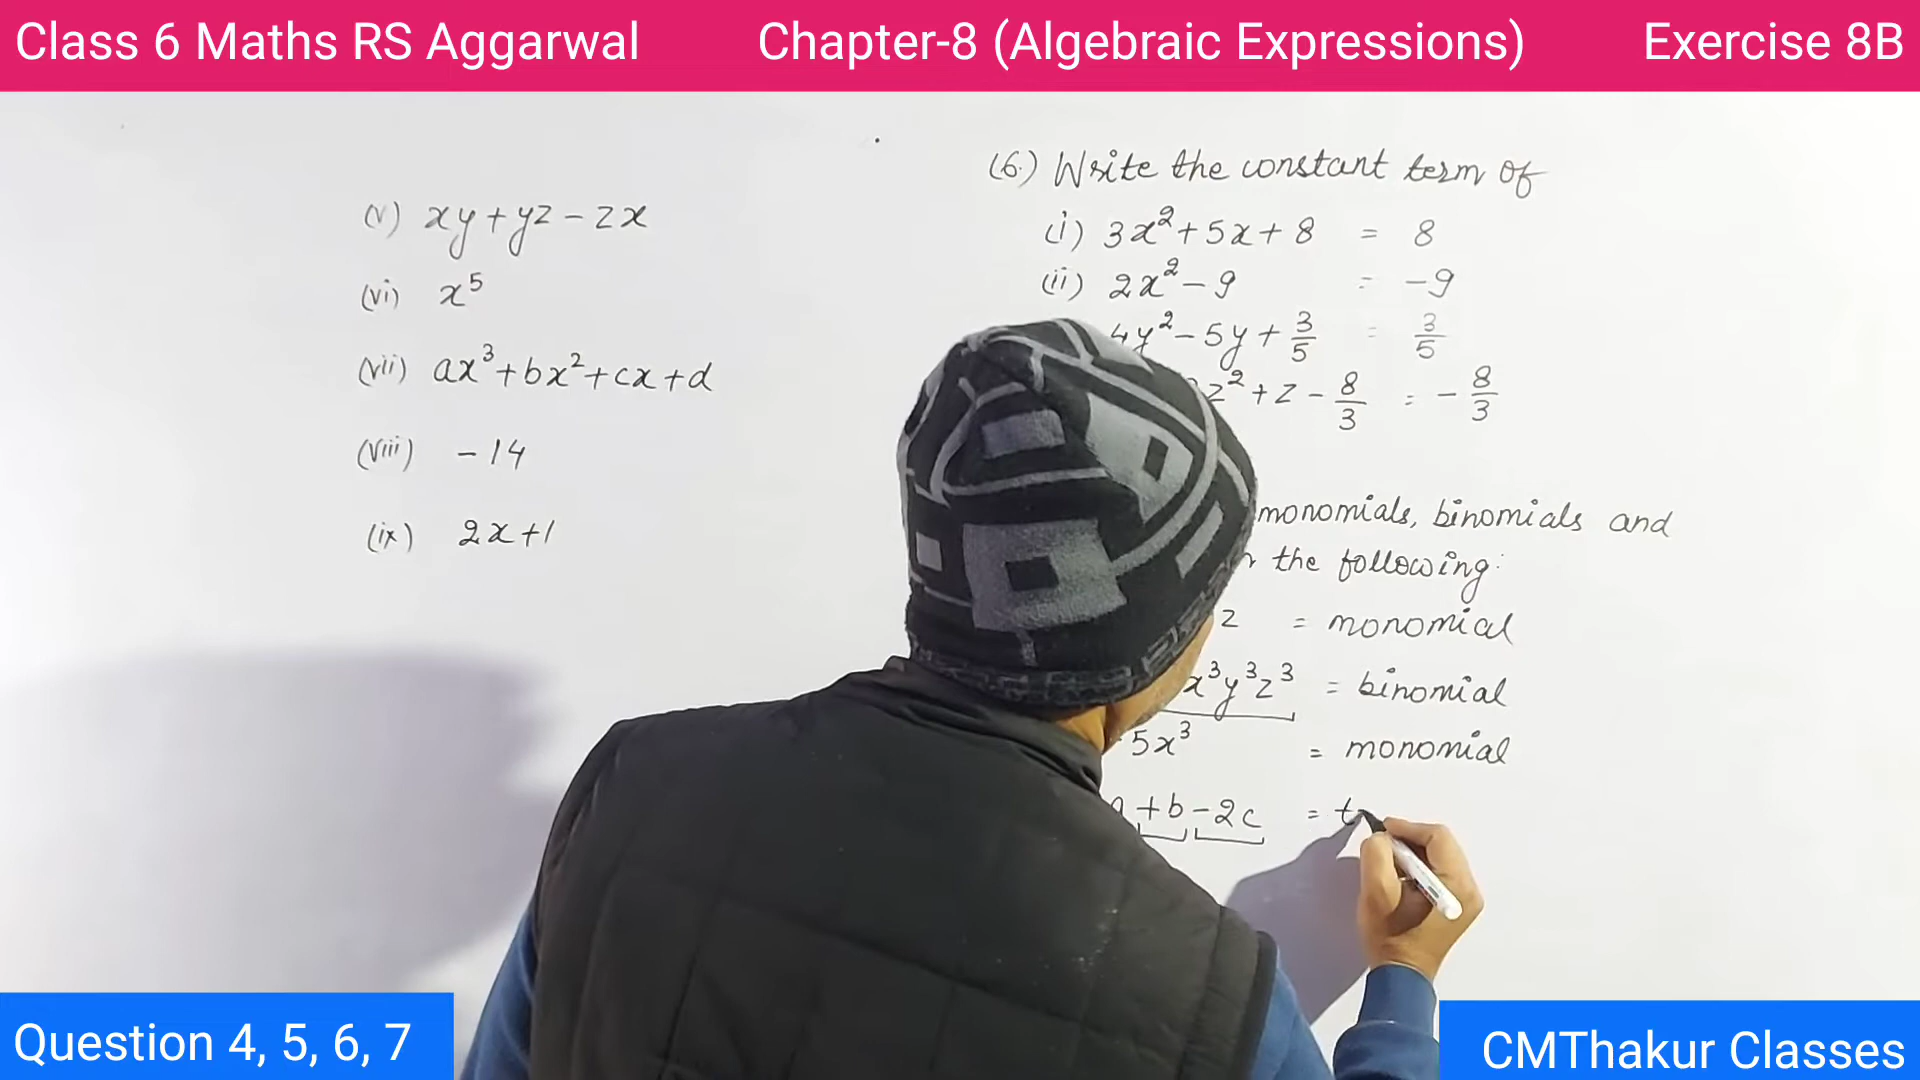 Class 6 Maths RS Aggarwal Chapter-8 (Algebraic Expressions) Exercise 8B
(v) xy + yz - zx
(vi) x⁵
(vii) ax³ + bx² + cx + d
(viii) -14
(ix) 2x + 1
(6.) Write the constant term of
(i) 3x² + 5x + 8 = 8
(ii) 2x² - 9 = -9
4y² - 5y + 3/5 = 3/5
z² + z - 8/3 = -8/3
monomials, binomials and
the following:
z = monomial
x³y³z³ = binomial
5x³ = monomial
+ b - 2c = t
Question 4, 5, 6, 7
CMThakur Classes